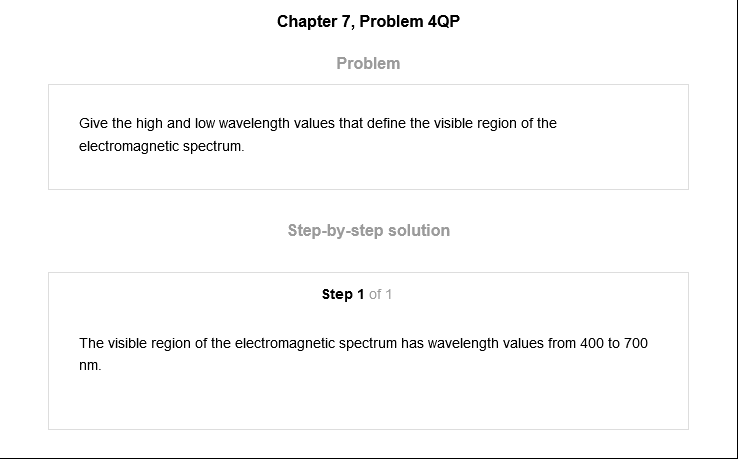 Chapter 7, Problem 4QP
Problem
Give the high and low wavelength values that define the visible region of the
electromagnetic spectrum.
Step-by-step solution
Step 1 of 1
The visible region of the electromagnetic spectrum has wavelength values from 400 to 700
nm.